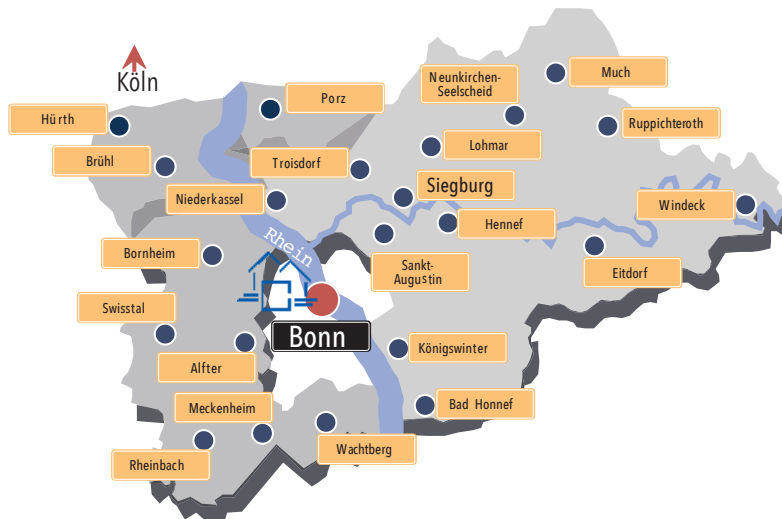 Köln
Neunkirchen-
Seelscheid
Much
Porz
Hürth
Ruppichteroth
Lohmar
Brühl
Troisdorf
Siegburg
Niederkassel
Windeck
Hennef
Rhein
Bornheim
Sankt-
Augustin
Eitdorf
Swisstal
Bonn
Königswinter
Alfter
Bad Honnef
Meckenheim
Wachtberg
Rheinbach